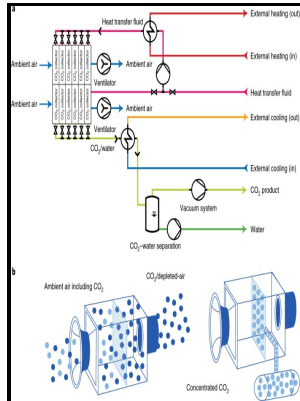 a
Heat transfer fluid
External heating (out)
Ambient air
Ambient air
External heating (in)
Ventilator
Ambient air
Ambient air
Heat transfer fluid
Ventilator
External cooling (out)
CO₂/water
External cooling (in)
CO₂ product
Vacuum system
Water
CO₂–water separation
b
Ambient air including CO₂
CO₂/depleted-air
Concentrated CO₂